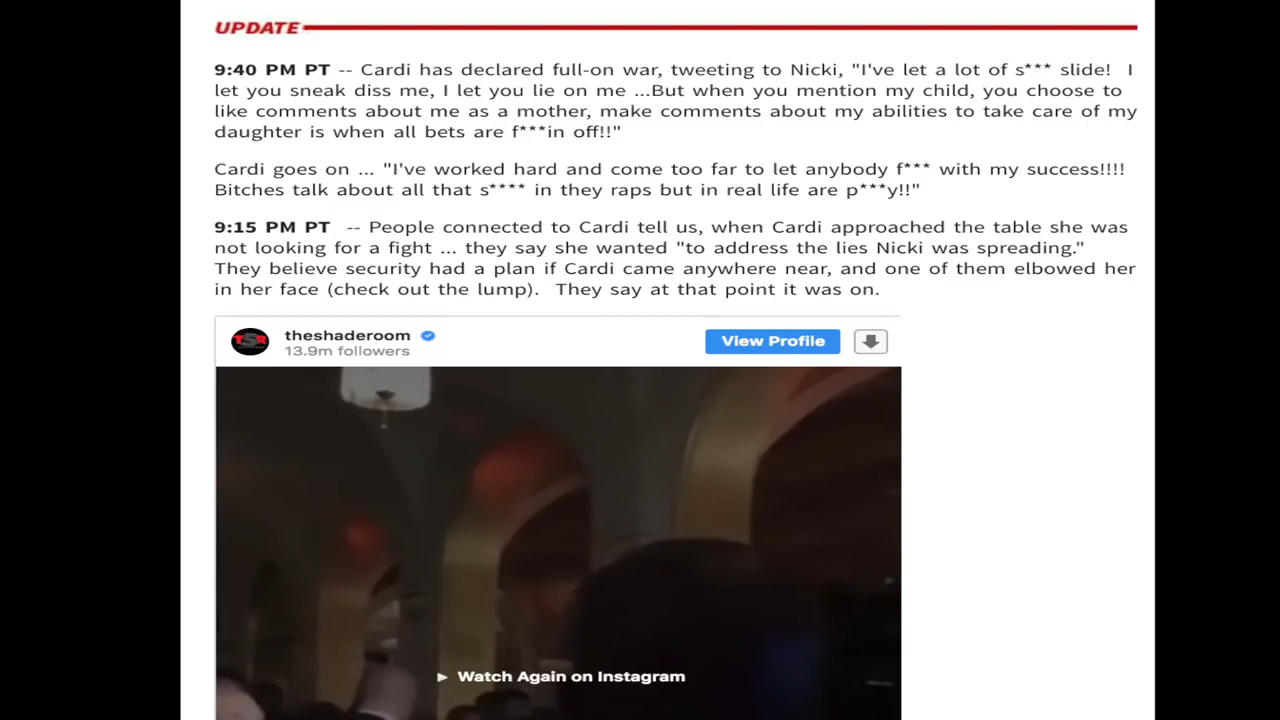 UPDATE
9:40 PM PT -- Cardi has declared full-on war, tweeting to Nicki, "I've let a lot of s*** slide! I
let you sneak diss me, I let you lie on me ...But when you mention my child, you choose to
like comments about me as a mother, make comments about my abilities to take care of my
daughter is when all bets are f***in off!!"
Cardi goes on ... "I've worked hard and come too far to let anybody f*** with my success!!!!
Bitches talk about all that s**** in they raps but in real life are p***y!!"
9:15 PM PT -- People connected to Cardi tell us, when Cardi approached the table she was
not looking for a fight ... they say she wanted "to address the lies Nicki was spreading."
They believe security had a plan if Cardi came anywhere near, and one of them elbowed her
in her face (check out the lump). They say at that point it was on.
TSR
theshaderoom
13.9m followers
View Profile
Watch Again on Instagram